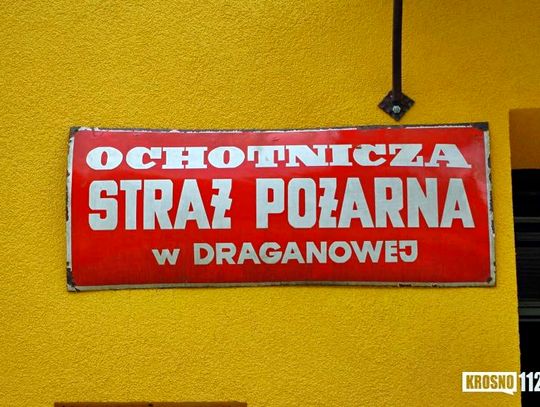 OCHOTNICZA
STRAŻ POŻARNA
w DRAGANOWEJ
KROSNO112